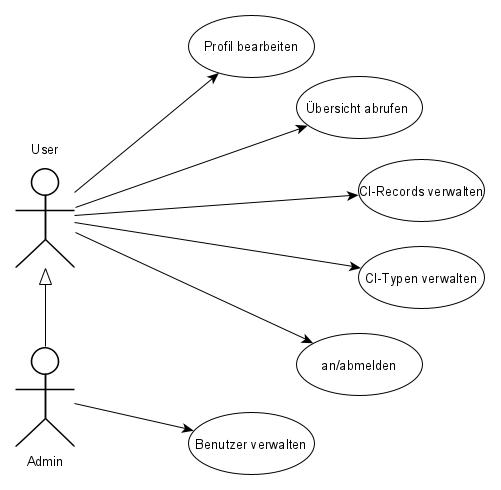 Profil bearbeiten
Übersicht abrufen
User
CI-Records verwalten
CI-Typen verwalten
an/abmelden
Benutzer verwalten
Admin